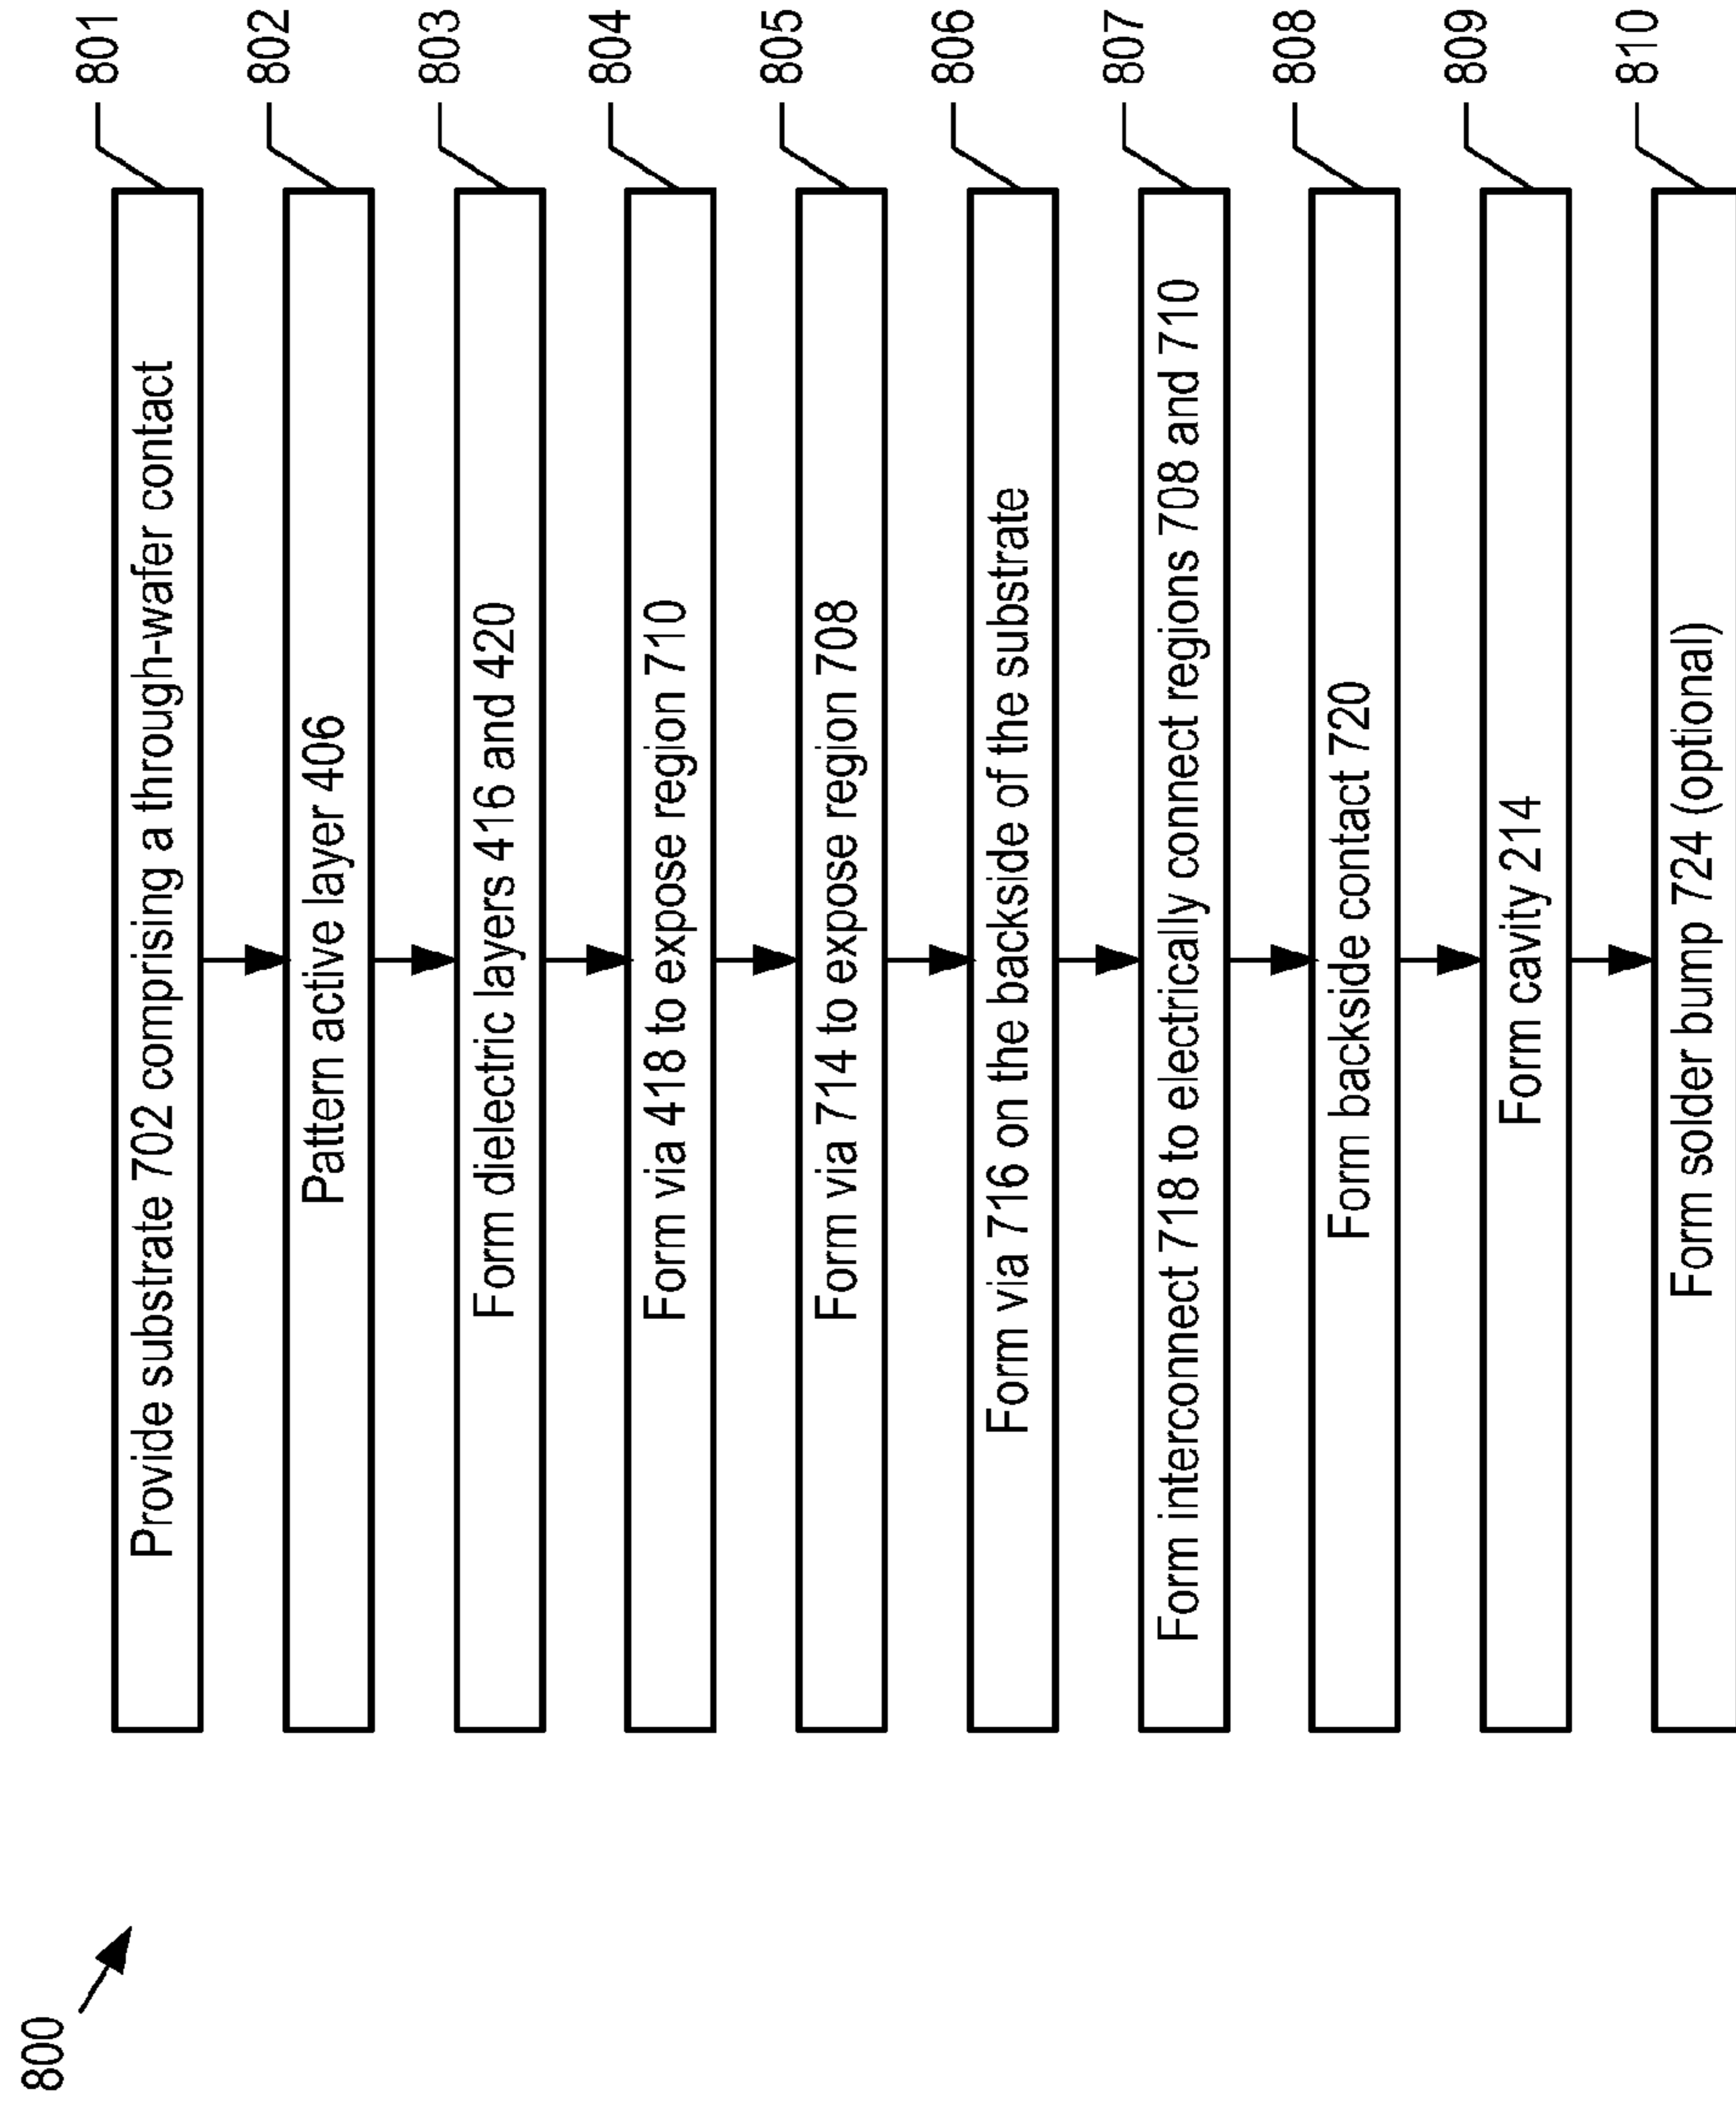 800
Provide substrate 702 comprising a through-wafer contact
801
Pattern active layer 406
802
Form dielectric layers 416 and 420
803
Form via 418 to expose region 710
804
Form via 714 to expose region 708
805
Form via 716 on the backside of the substrate
806
Form interconnect 718 to electrically connect regions 708 and 710
807
Form backside contact 720
808
Form cavity 214
809
Form solder bump 724 (optional)
810